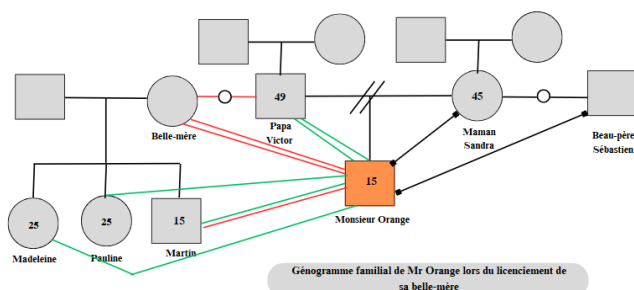 49
45
Belle-mère
Papa
Victor
Maman
Sandra
Beau-père
Sébastien
15
Monsieur Orange
25
25
15
Madeleine
Pauline
Martin
Génogramme familial de Mr Orange lors du licenciement de
sa belle-mère